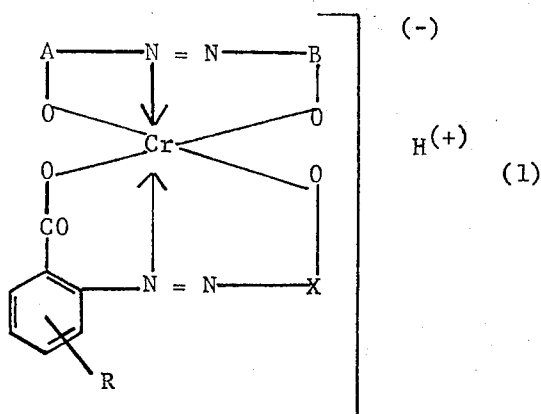 (-)
A N = N B
O O
Cr H(+) (1)
O O
CO
N = N X
R